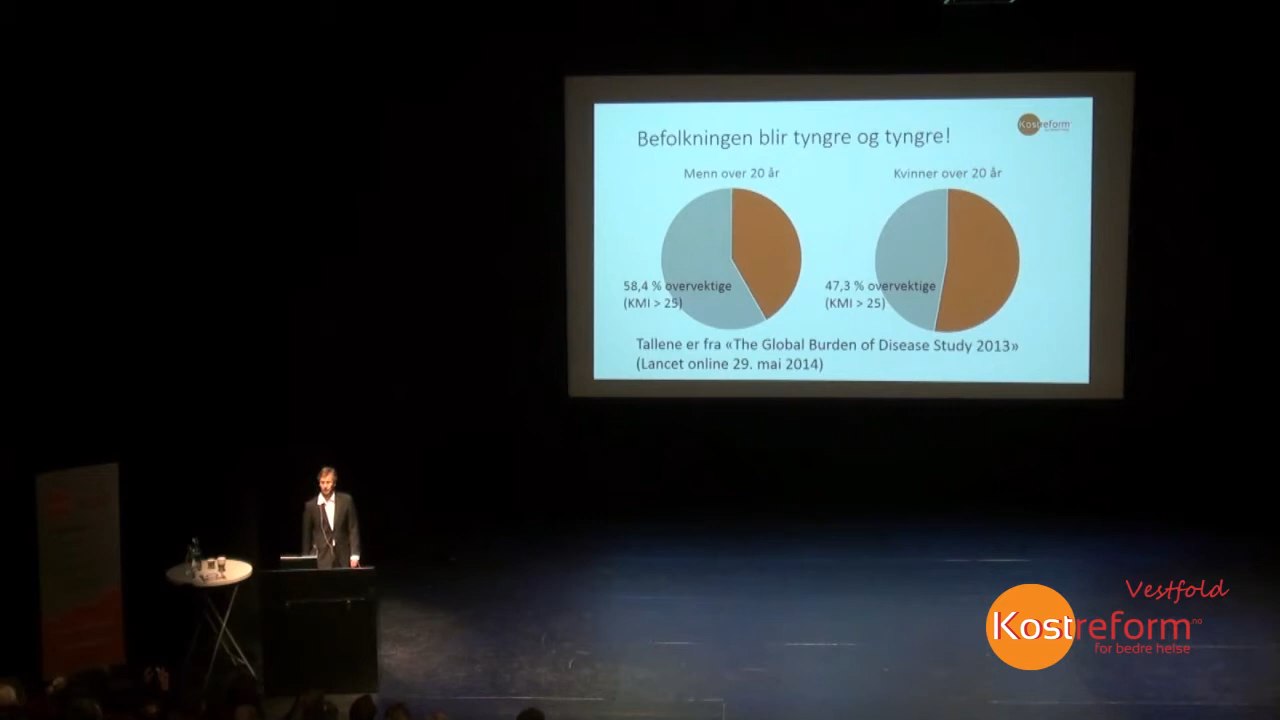 Befolkningen blir tyngre og tyngre!
Kostreform
Menn over 20 år
Kvinner over 20 år
58,4 % overvektige
(KMI > 25)
47,3 % overvektige
(KMI > 25)
Tallene er fra «The Global Burden of Disease Study 2013»
(Lancet online 29. mai 2014)
Vestfold
Kostreform.no
for bedre helse